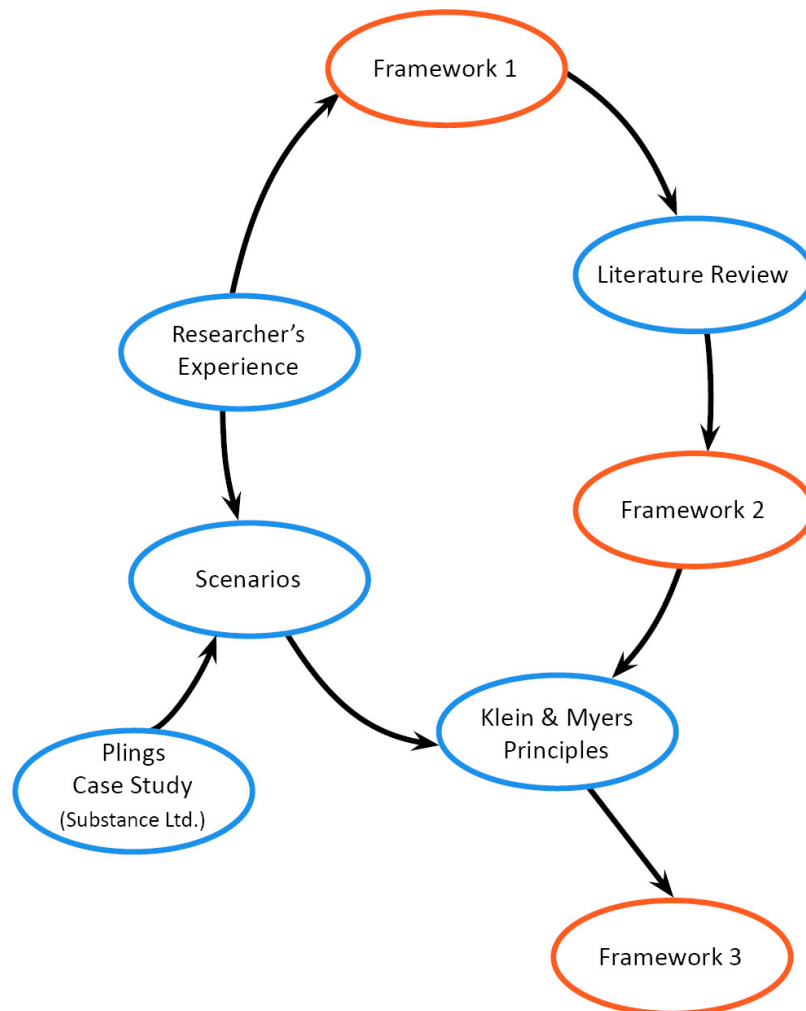 Framework 1
Literature Review
Researcher’s
Experience
Framework 2
Scenarios
Klein & Myers
Principles
Plings
Case Study
(Substance Ltd.)
Framework 3